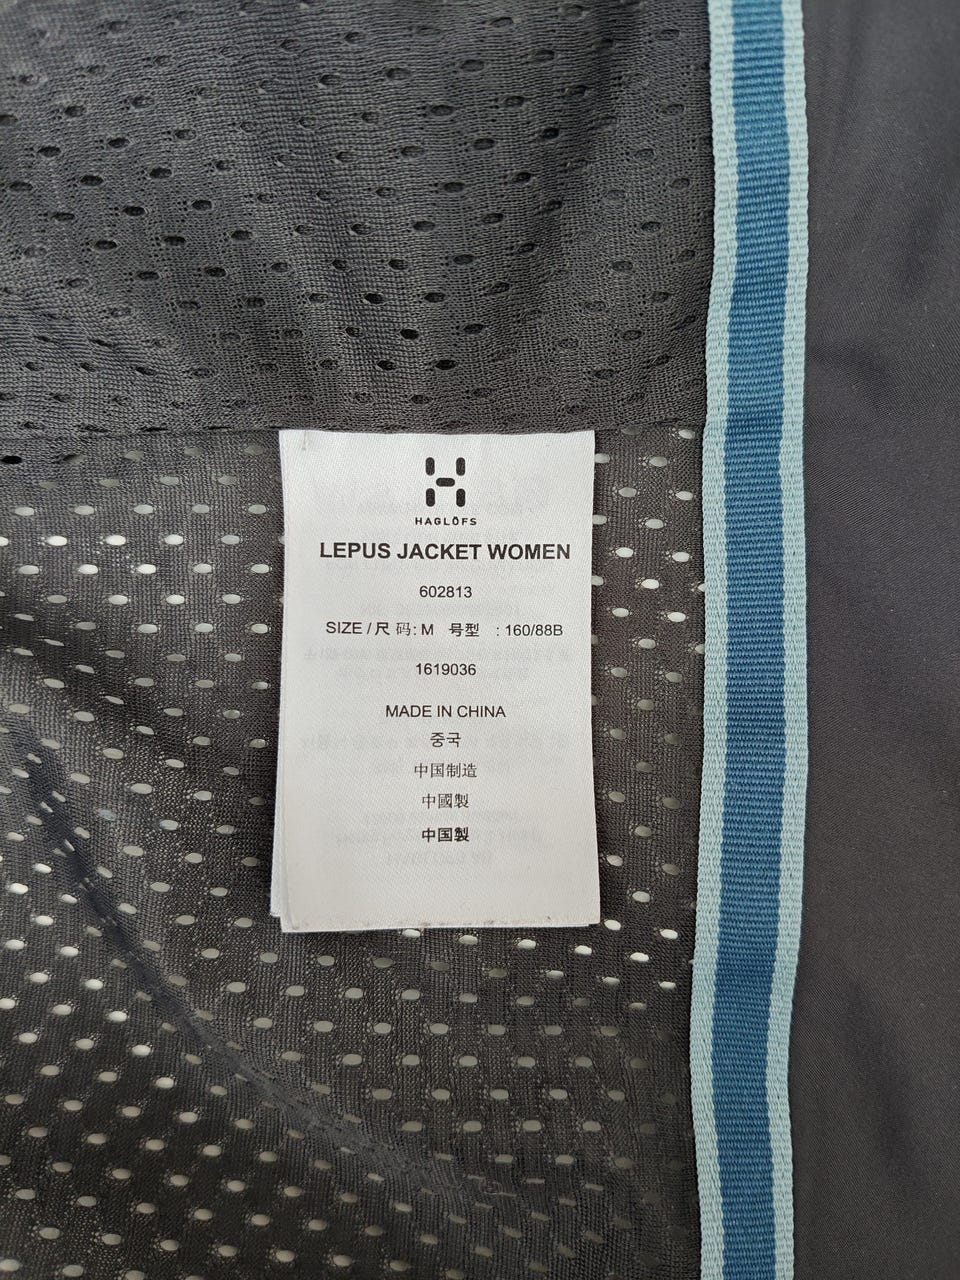 HAGLÖFS
LEPUS JACKET WOMEN
602813
SIZE / 尺 码: M 号型 : 160/88B
1619036
MADE IN CHINA
중국
中国制造
中國製
中国製